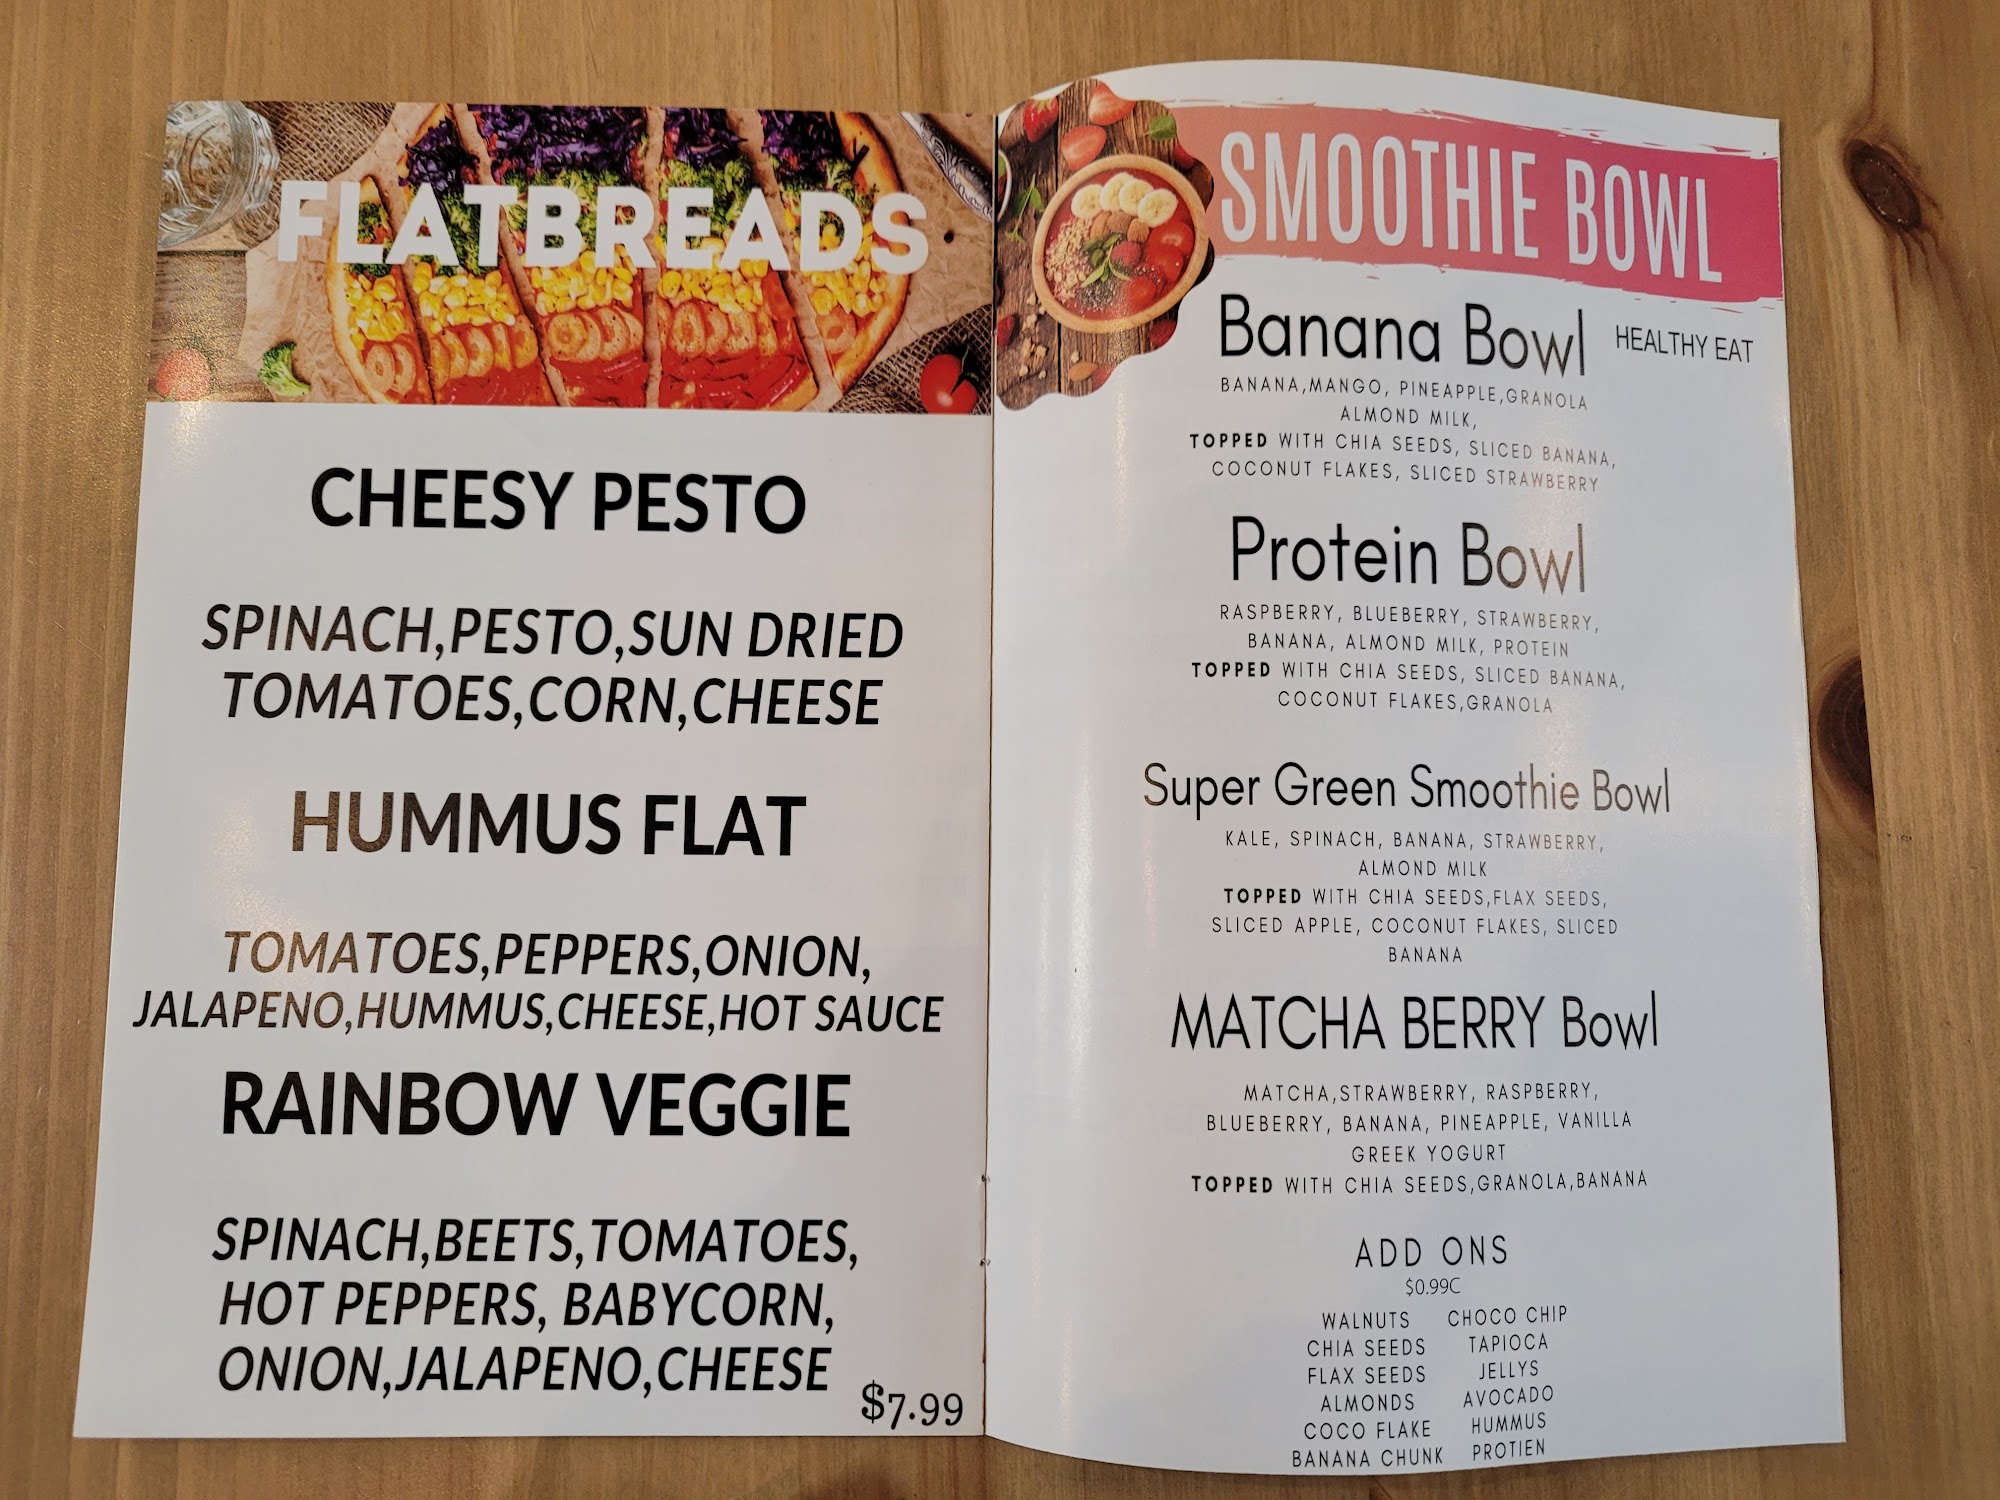 FLATBREADS
CHEESY PESTO
SPINACH,PESTO,SUN DRIED
TOMATOES,CORN,CHEESE
HUMMUS FLAT
TOMATOES,PEPPERS,ONION,
JALAPENO,HUMMUS,CHEESE,HOT SAUCE
RAINBOW VEGGIE
SPINACH,BEETS,TOMATOES,
HOT PEPPERS, BABYCORN,
ONION,JALAPENO,CHEESE
$7.99
SMOOTHIE BOWL
Banana Bowl HEALTHY EAT
BANANA,MANGO, PINEAPPLE,GRANOLA
ALMOND MILK,
TOPPED WITH CHIA SEEDS, SLICED BANANA,
COCONUT FLAKES, SLICED STRAWBERRY
Protein Bowl
RASPBERRY, BLUEBERRY, STRAWBERRY,
BANANA, ALMOND MILK, PROTEIN
TOPPED WITH CHIA SEEDS, SLICED BANANA,
COCONUT FLAKES,GRANOLA
Super Green Smoothie Bowl
KALE, SPINACH, BANANA, STRAWBERRY,
ALMOND MILK
TOPPED WITH CHIA SEEDS,FLAX SEEDS,
SLICED APPLE, COCONUT FLAKES, SLICED
BANANA
MATCHA BERRY Bowl
MATCHA,STRAWBERRY, RASPBERRY,
BLUEBERRY, BANANA, PINEAPPLE, VANILLA
GREEK YOGURT
TOPPED WITH CHIA SEEDS,GRANOLA,BANANA
ADD ONS
$0.99C
WALNUTS CHOCO CHIP
CHIA SEEDS TAPIOCA
FLAX SEEDS JELLYS
ALMONDS AVOCADO
COCO FLAKE HUMMUS
BANANA CHUNK PROTIEN